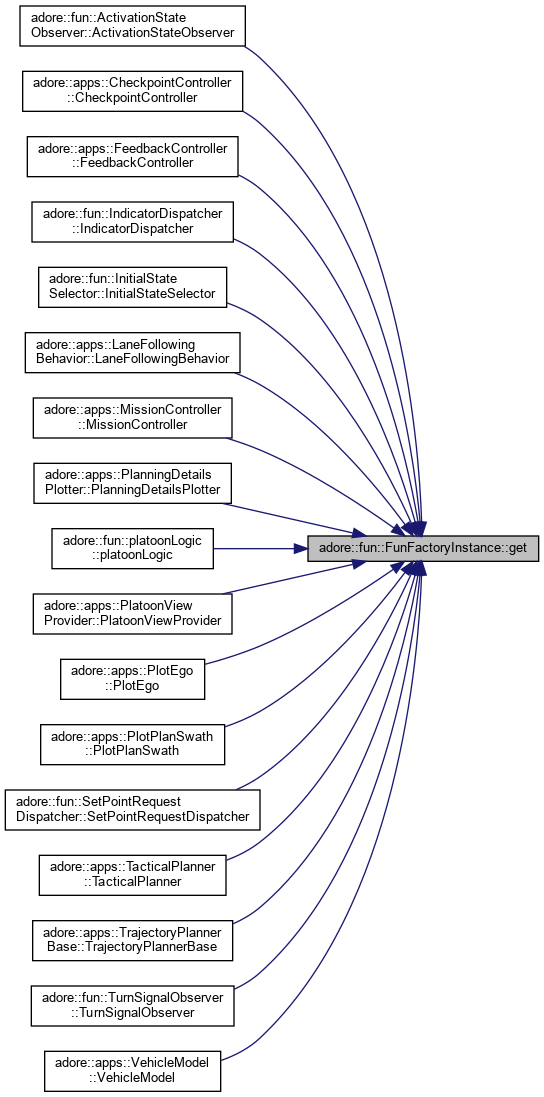 adore::fun::ActivationState
Observer::ActivationStateObserver
adore::apps::CheckpointController
::CheckpointController
adore::apps::FeedbackController
::FeedbackController
adore::fun::IndicatorDispatcher
::IndicatorDispatcher
adore::fun::InitialState
Selector::InitialStateSelector
adore::apps::LaneFollowing
Behavior::LaneFollowingBehavior
adore::apps::MissionController
::MissionController
adore::apps::PlanningDetails
Plotter::PlanningDetailsPlotter
adore::fun::platoonLogic
::platoonLogic
adore::fun::FunFactoryInstance::get
adore::apps::PlatoonView
Provider::PlatoonViewProvider
adore::apps::PlotEgo
::PlotEgo
adore::apps::PlotPlanSwath
::PlotPlanSwath
adore::fun::SetPointRequest
Dispatcher::SetPointRequestDispatcher
adore::apps::TacticalPlanner
::TacticalPlanner
adore::apps::TrajectoryPlanner
Base::TrajectoryPlannerBase
adore::fun::TurnSignalObserver
::TurnSignalObserver
adore::apps::VehicleModel
::VehicleModel